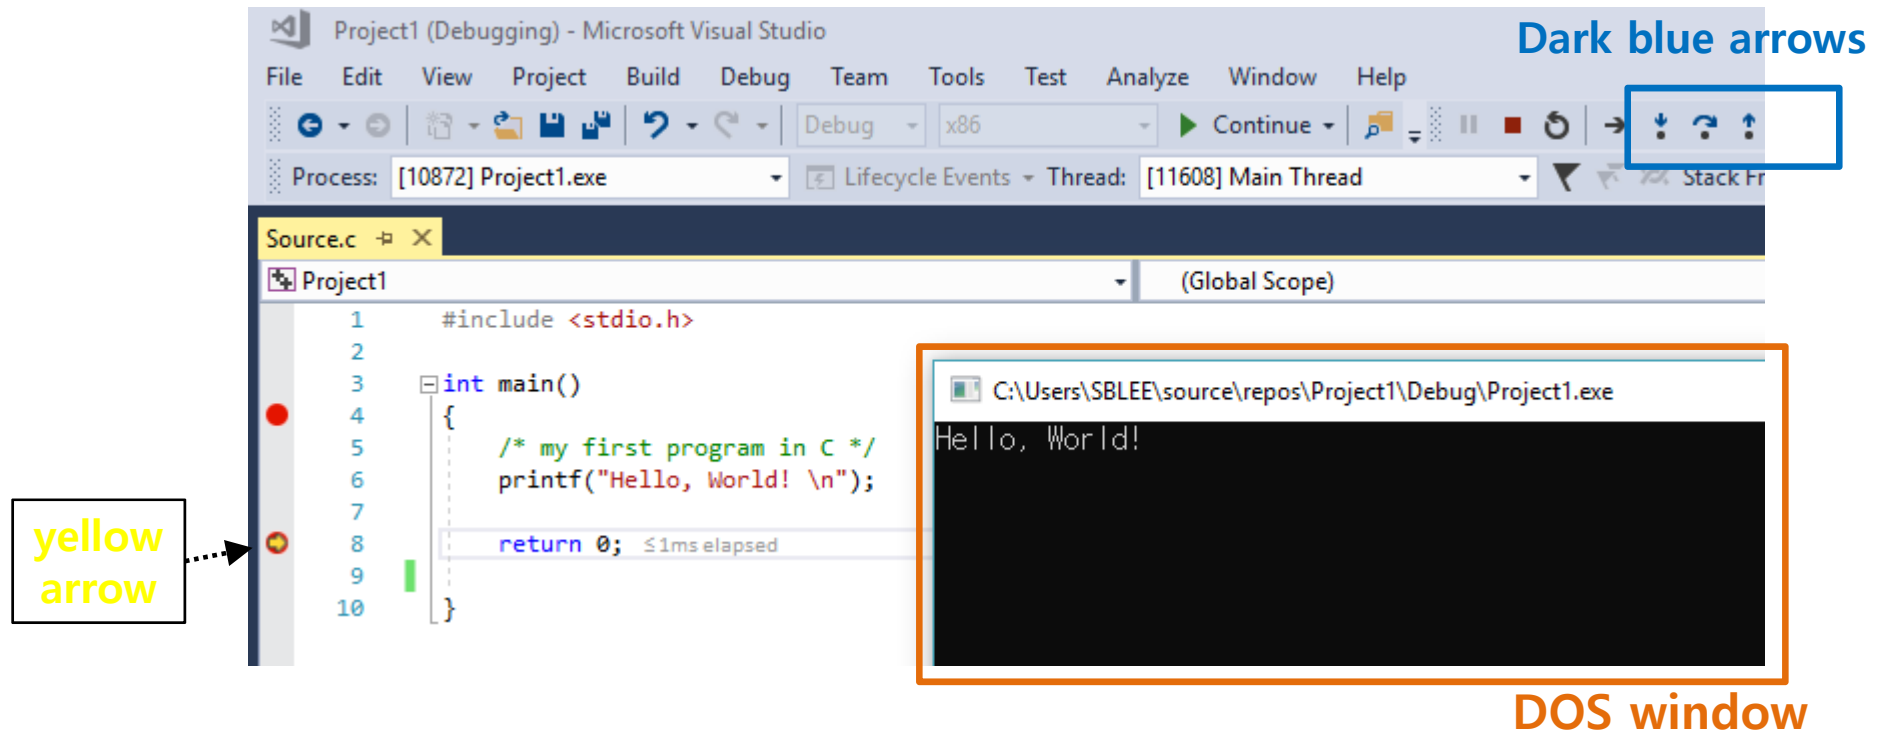 Project1 (Debugging) - Microsoft Visual Studio
Dark blue arrows
File Edit View Project Build Debug Team Tools Test Analyze Window Help
Debug x86 Continue
Process: [10872] Project1.exe Lifecycle Events Thread: [11608] Main Thread Stack Fr
Source.c
Project1 (Global Scope)
1 #include <stdio.h>
2
3 int main()
4 {
5 /* my first program in C */
6 printf("Hello, World! \n");
7
8 return 0; ≤1ms elapsed
9
10 }
C:\Users\SBLEE\source\repos\Project1\Debug\Project1.exe
Hello, World!
yellow
arrow
DOS window